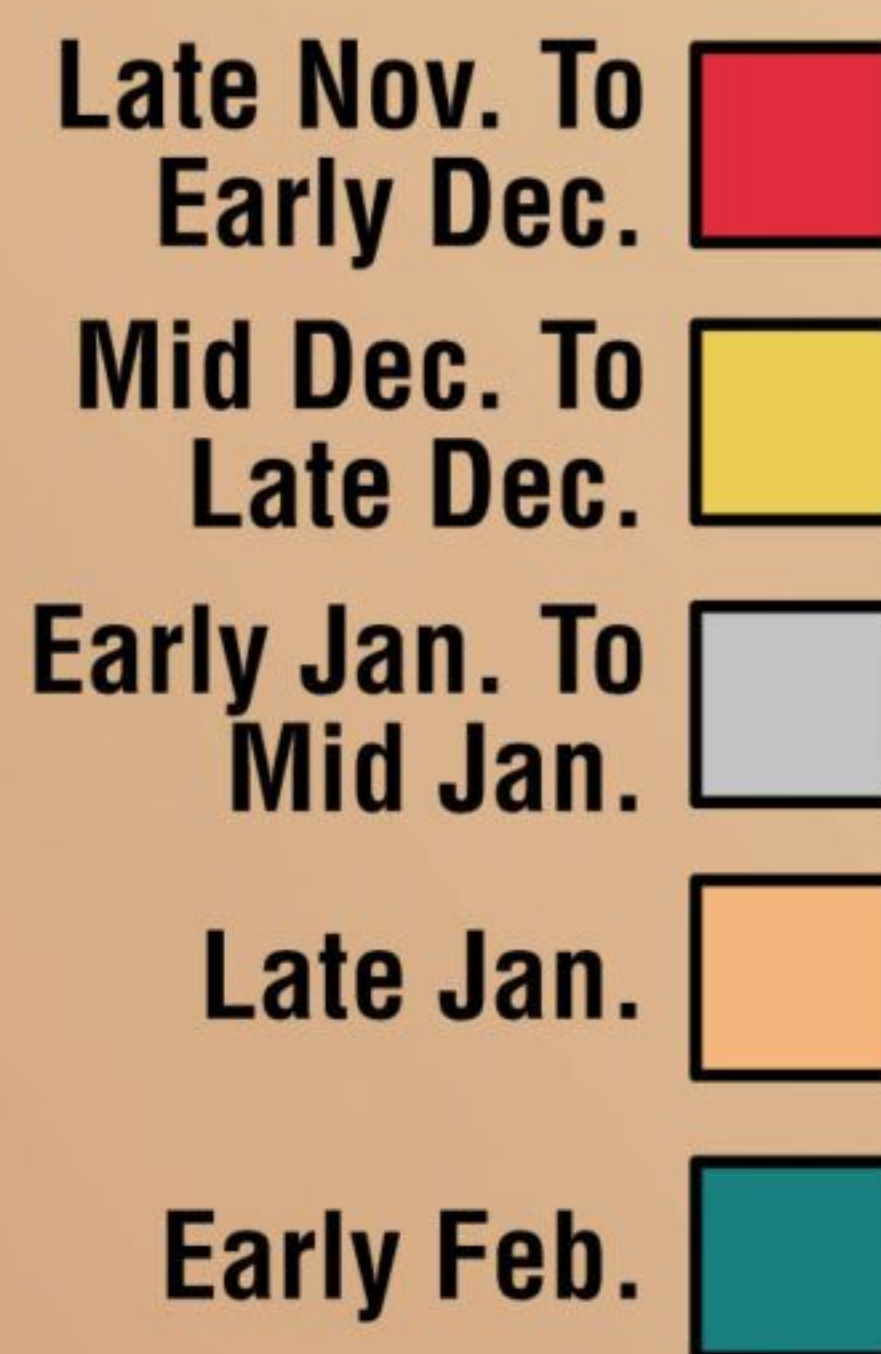 Late Nov. To
Early Dec.
Mid Dec. To
Late Dec.
Early Jan. To
Mid Jan.
Late Jan.
Early Feb.